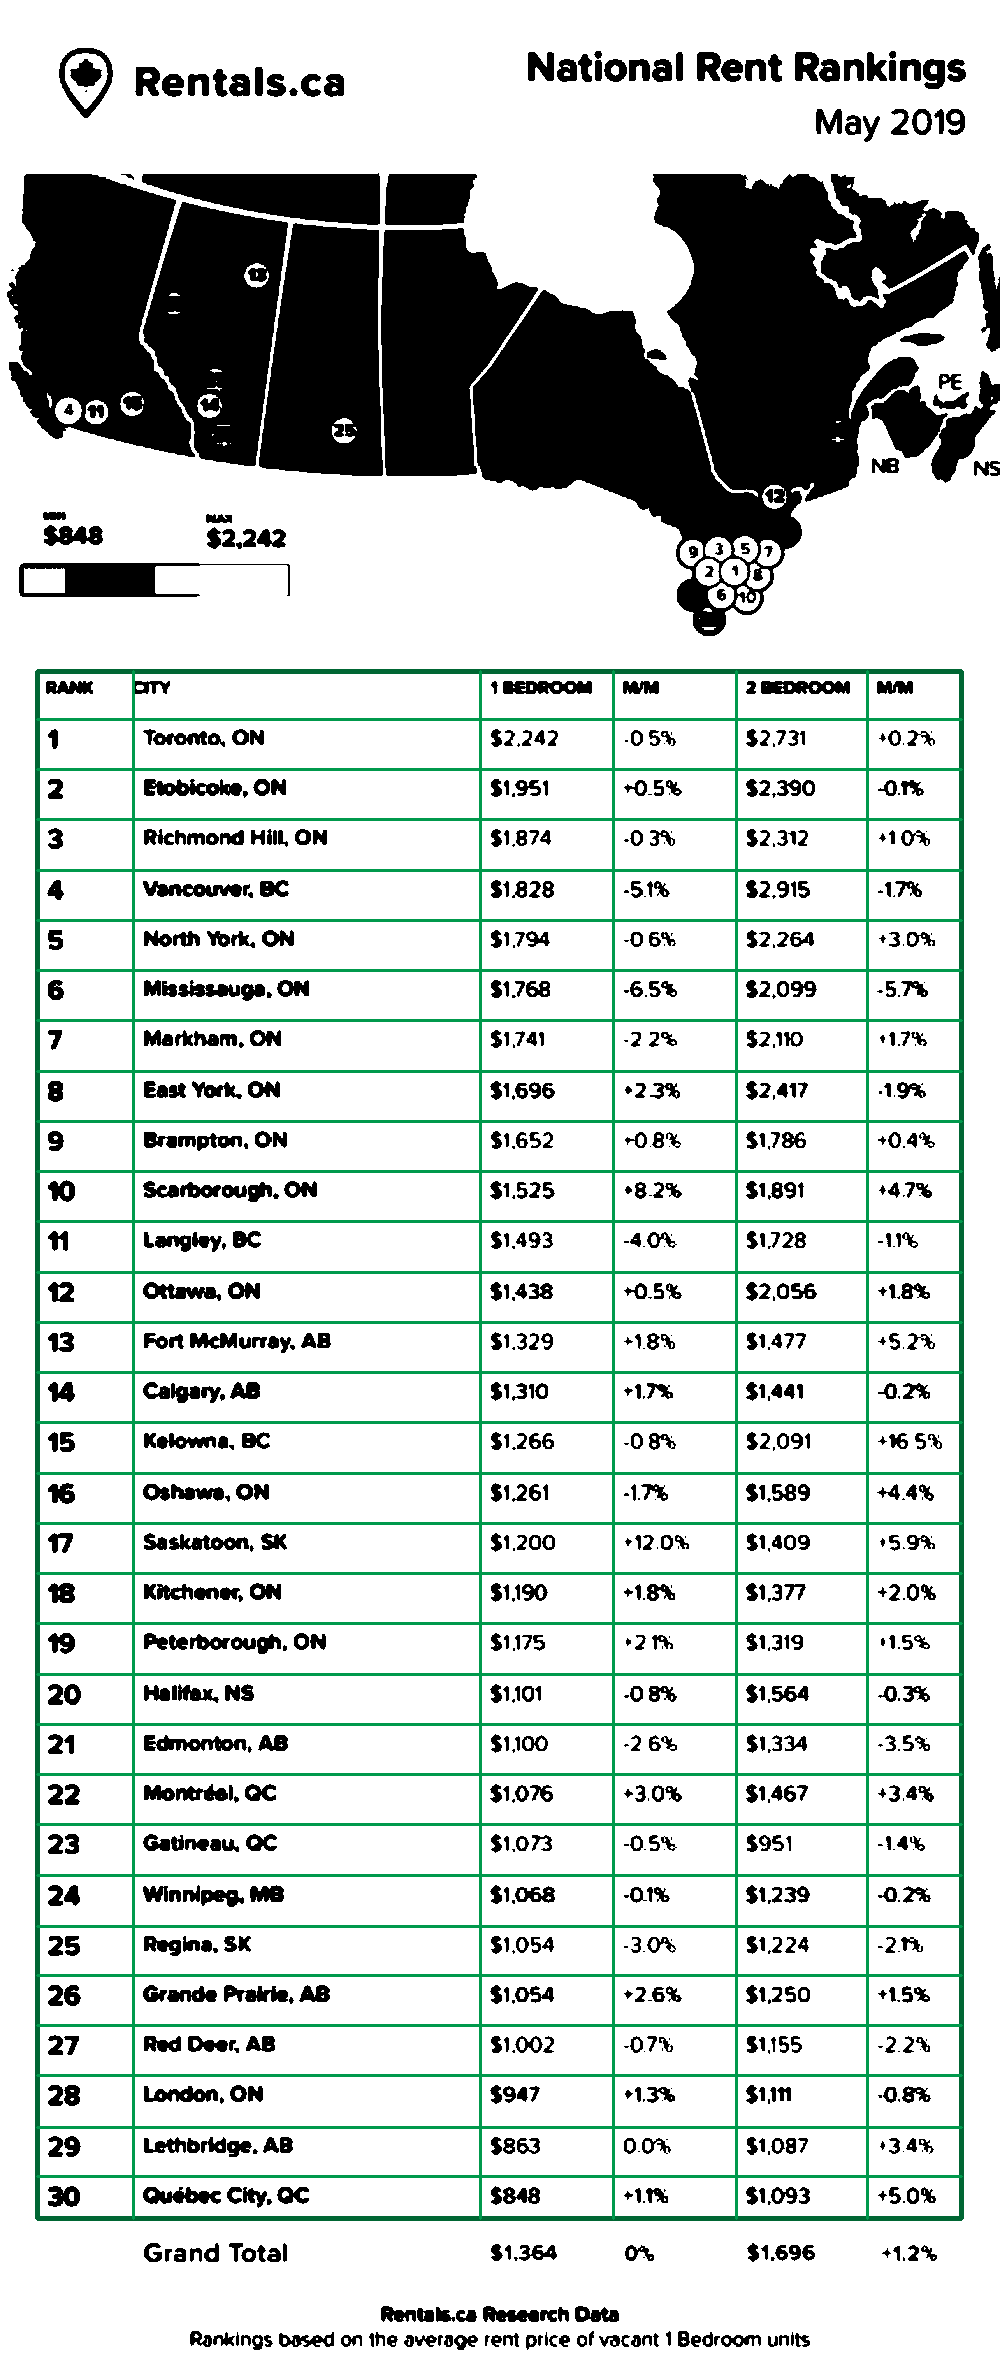 Rentals.ca
National Rent Rankings
May 2019
13
4 11 15
14
25
PE
NB
NS
12
MIN
$848
MAX
$2,242
9 3 5 7
2 1 8
6 10
RANK CITY 1 BEDROOM M/M 2 BEDROOM M/M
1 Toronto, ON $2,242 -0.5% $2,731 +0.2%
2 Etobicoke, ON $1,951 +0.5% $2,390 -0.1%
3 Richmond Hill, ON $1,874 -0.3% $2,312 +1.0%
4 Vancouver, BC $1,828 -5.1% $2,915 -1.7%
5 North York, ON $1,794 -0.6% $2,264 +3.0%
6 Mississauga, ON $1,768 -6.5% $2,099 -5.7%
7 Markham, ON $1,741 -2.2% $2,110 +1.7%
8 East York, ON $1,696 +2.3% $2,417 -1.9%
9 Brampton, ON $1,652 +0.8% $1,786 +0.4%
10 Scarborough, ON $1,525 +8.2% $1,891 +4.7%
11 Langley, BC $1,493 -4.0% $1,728 -1.1%
12 Ottawa, ON $1,438 +0.5% $2,056 +1.8%
13 Fort McMurray, AB $1,329 +1.8% $1,477 +5.2%
14 Calgary, AB $1,310 +1.7% $1,441 -0.2%
15 Kelowna, BC $1,266 -0.8% $2,091 +16.5%
16 Oshawa, ON $1,261 -1.7% $1,589 +4.4%
17 Saskatoon, SK $1,200 +12.0% $1,409 +5.9%
18 Kitchener, ON $1,190 +1.8% $1,377 +2.0%
19 Peterborough, ON $1,175 +2.1% $1,319 +1.5%
20 Halifax, NS $1,101 -0.8% $1,564 -0.3%
21 Edmonton, AB $1,100 -2.6% $1,334 -3.5%
22 Montréal, QC $1,076 +3.0% $1,467 +3.4%
23 Gatineau, QC $1,073 -0.5% $951 -1.4%
24 Winnipeg, MB $1,068 -0.1% $1,239 -0.2%
25 Regina, SK $1,054 -3.0% $1,224 -2.1%
26 Grande Prairie, AB $1,054 +2.6% $1,250 +1.5%
27 Red Deer, AB $1,002 -0.7% $1,155 -2.2%
28 London, ON $947 +1.3% $1,111 -0.8%
29 Lethbridge, AB $863 0.0% $1,087 +3.4%
30 Québec City, QC $848 +1.1% $1,093 +5.0%
Grand Total $1,364 0% $1,696 +1.2%
Rentals.ca Research Data
Rankings based on the average rent price of vacant 1 Bedroom units